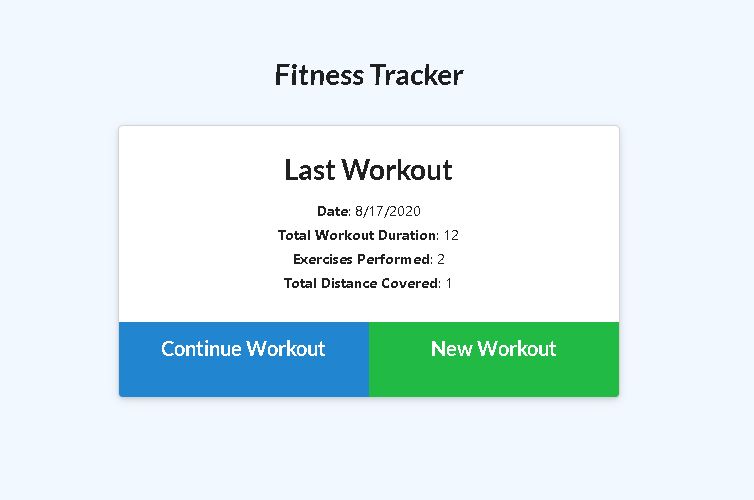 Fitness Tracker
Last Workout
Date: 8/17/2020
Total Workout Duration: 12
Exercises Performed: 2
Total Distance Covered: 1
Continue Workout
New Workout